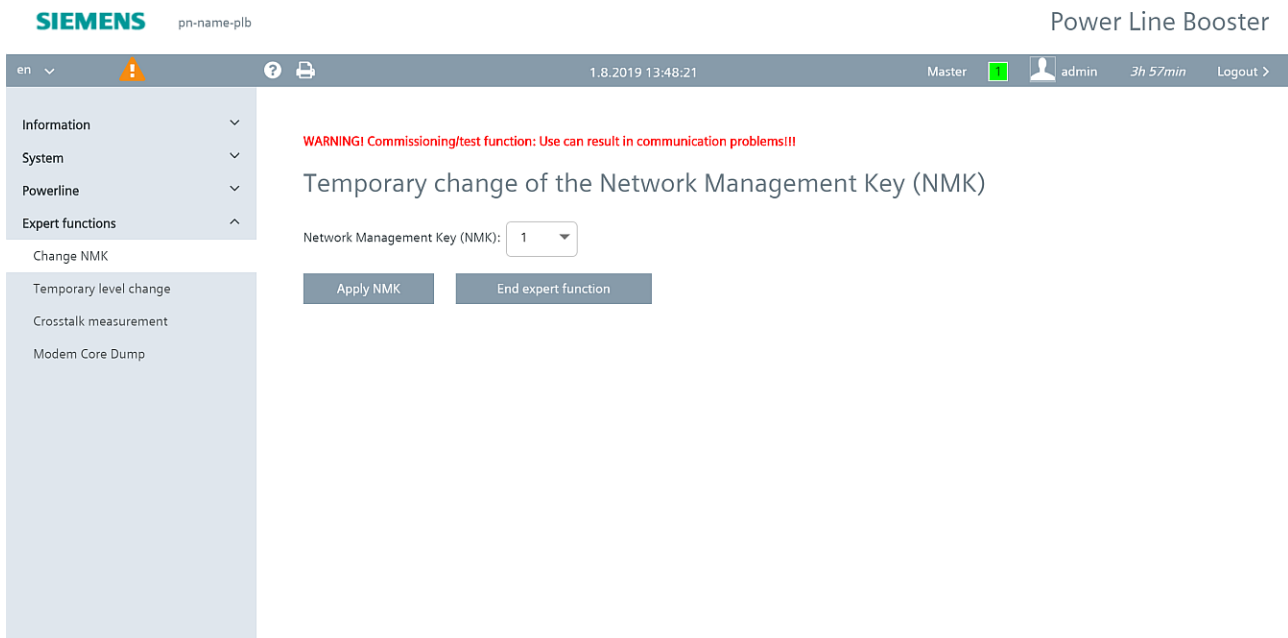 SIEMENS pn-name-plb Power Line Booster
en 1.8.2019 13:48:21 Master 1 admin 3h 57min Logout >
Information
System
Powerline
Expert functions
Change NMK
Temporary level change
Crosstalk measurement
Modem Core Dump
WARNING! Commissioning/test function: Use can result in communication problems!!!
Temporary change of the Network Management Key (NMK)
Network Management Key (NMK): 1
Apply NMK End expert function